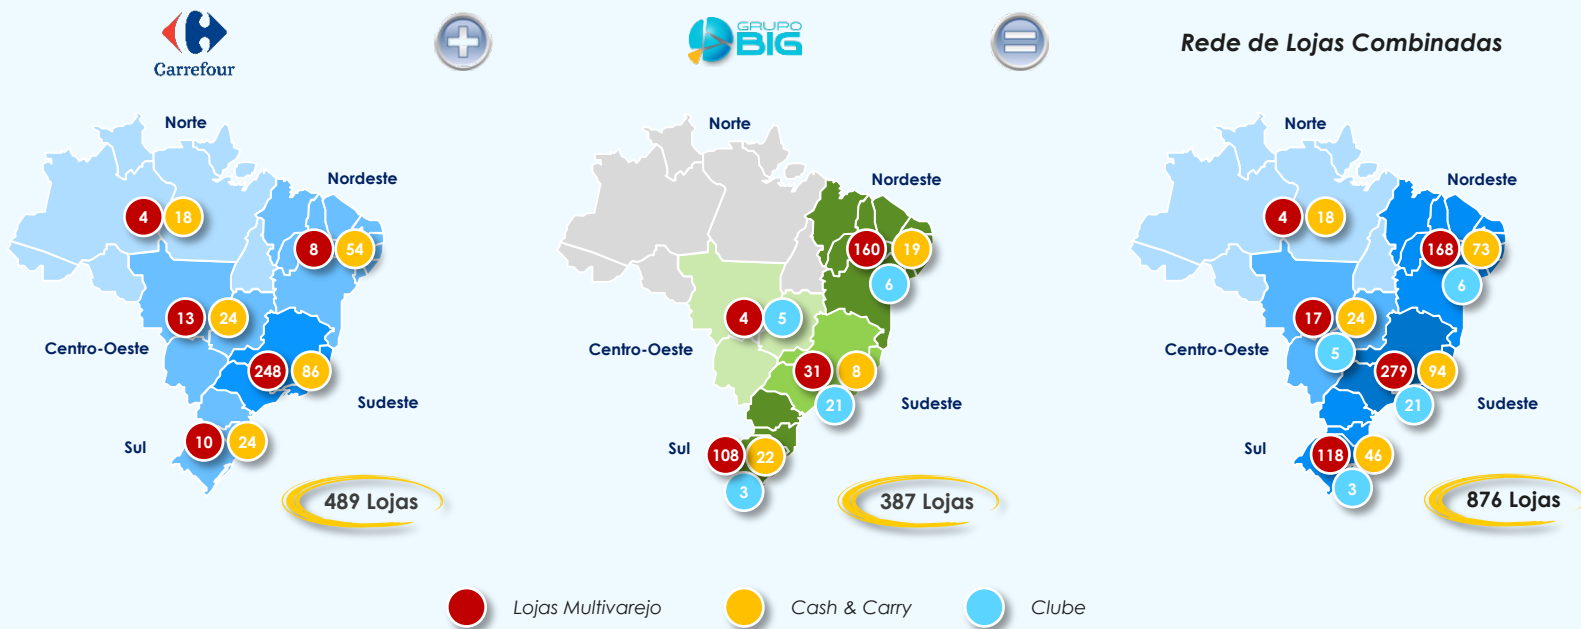 Carrefour
GRUPO
BIG
Rede de Lojas Combinadas
Norte
Nordeste
4 18
8 54
13 24
Centro-Oeste
248 86
Sudeste
Sul
10 24
489 Lojas
Norte
Nordeste
160 19
6
4 5
Centro-Oeste
31 8
21
Sudeste
Sul
108 22
3
387 Lojas
Norte
Nordeste
4 18
168 73
6
17 24
5
Centro-Oeste
279 94
21
Sudeste
Sul
118 46
3
876 Lojas
Lojas Multivarejo
Cash & Carry
Clube